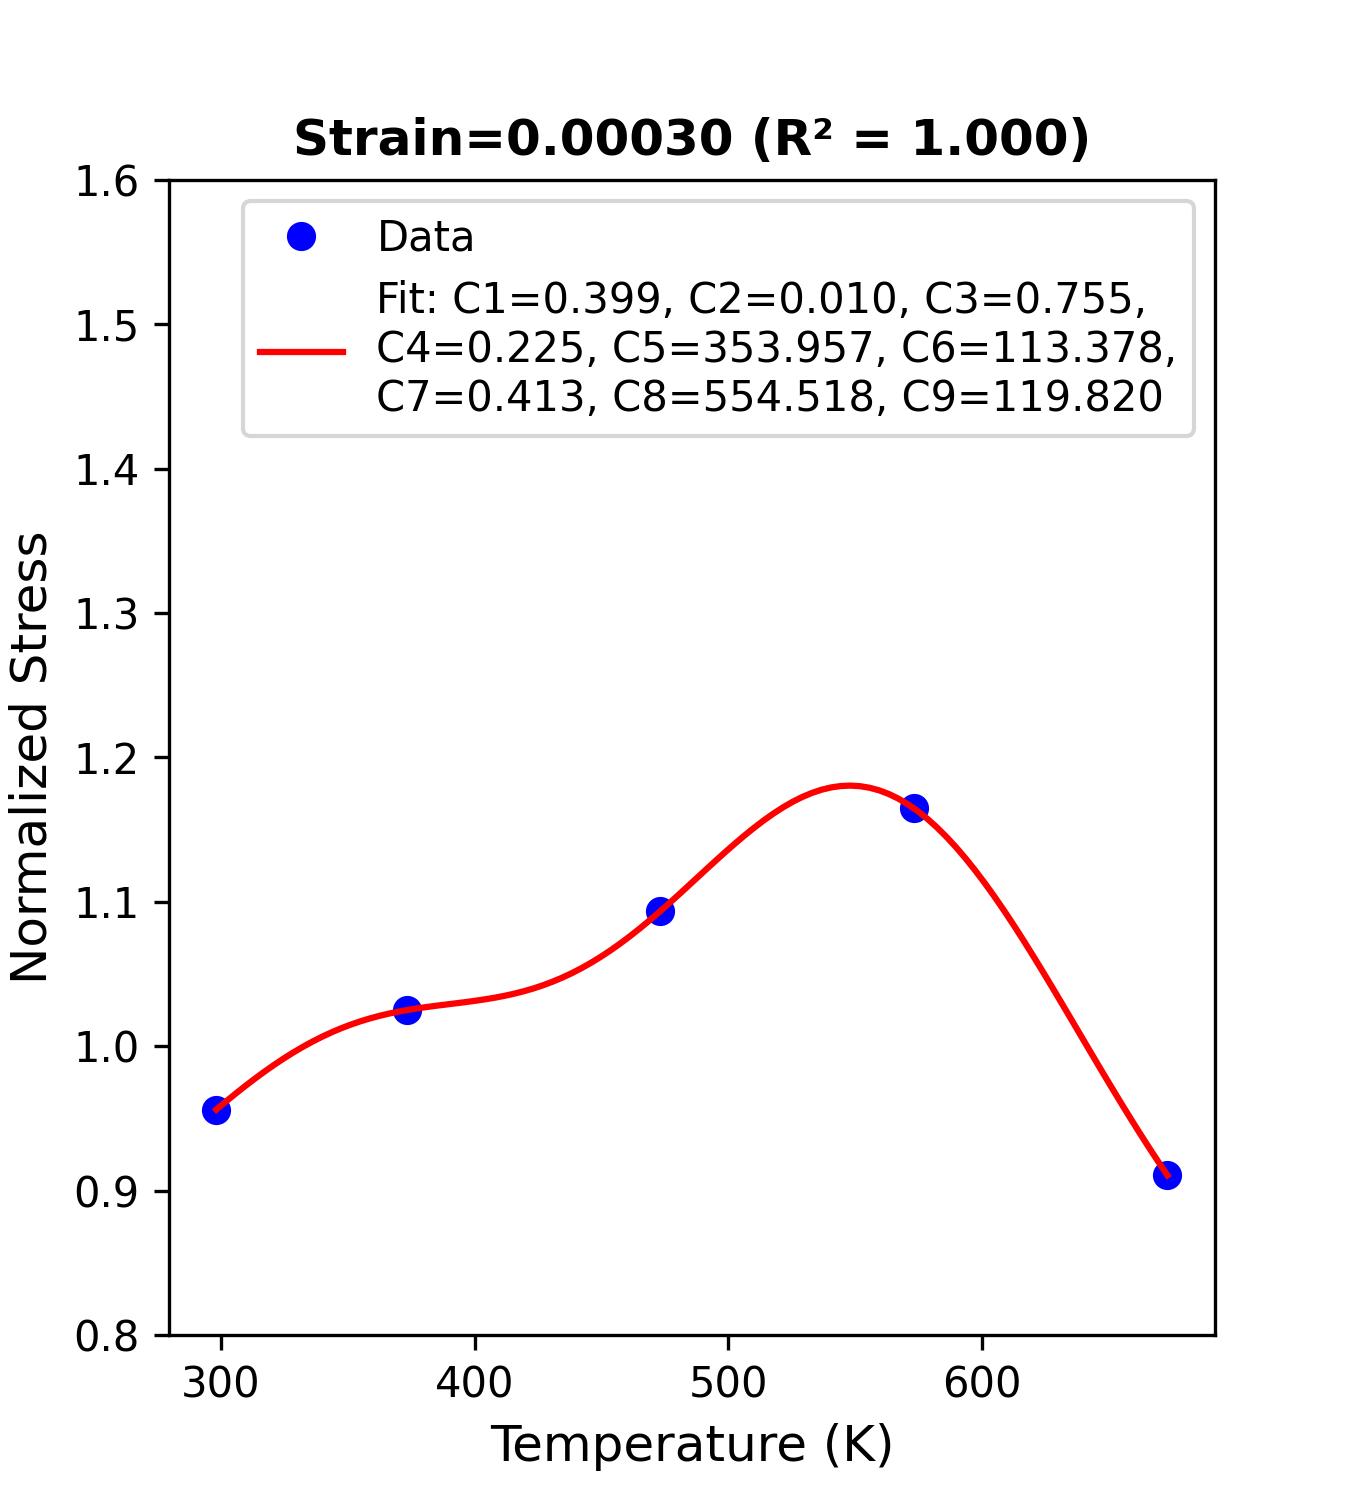 Strain=0.00030 (R² = 1.000)
1.6
1.5
1.4
1.3
1.2
1.1
1.0
0.9
0.8
Normalized Stress
Data
Fit: C1=0.399, C2=0.010, C3=0.755,
C4=0.225, C5=353.957, C6=113.378,
C7=0.413, C8=554.518, C9=119.820
300 400 500 600
Temperature (K)